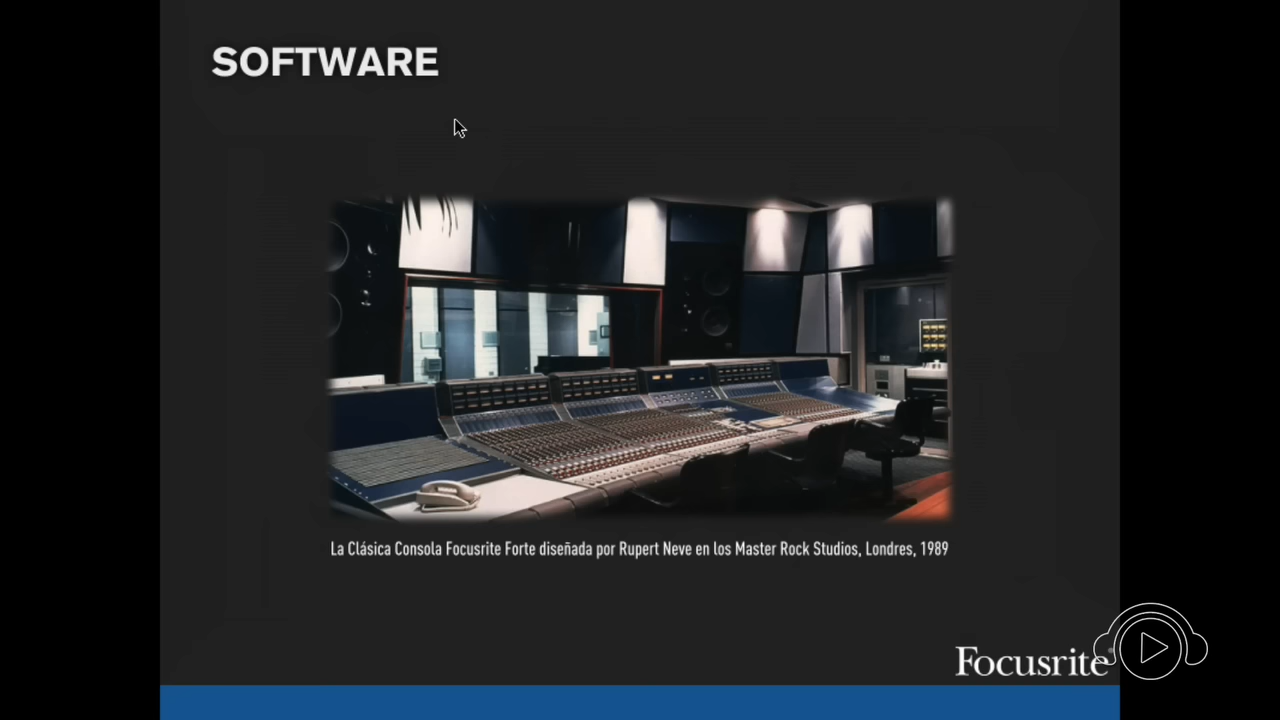 SOFTWARE
La Clásica Consola Focusrite Forte diseñada por Rupert Neve en los Master Rock Studios, Londres, 1989
Focusrite